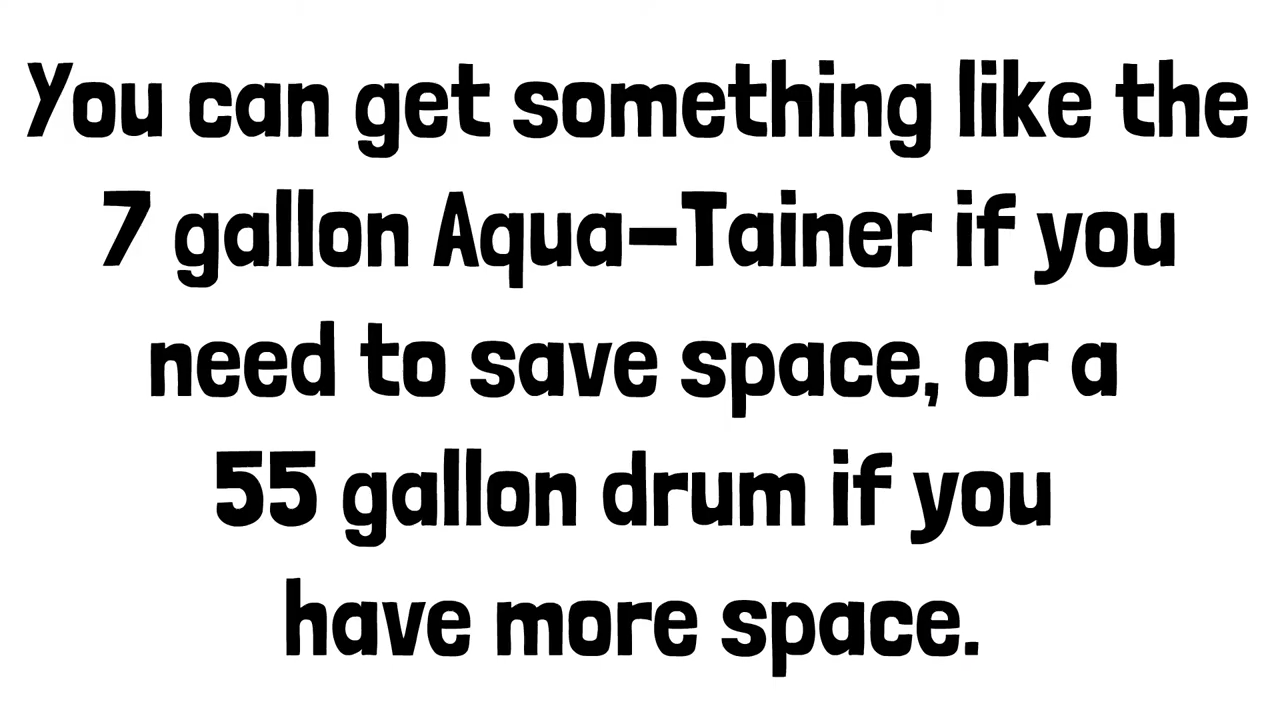 You can get something like the
7 gallon Aqua-Tainer if you
need to save space, or a
55 gallon drum if you
have more space.